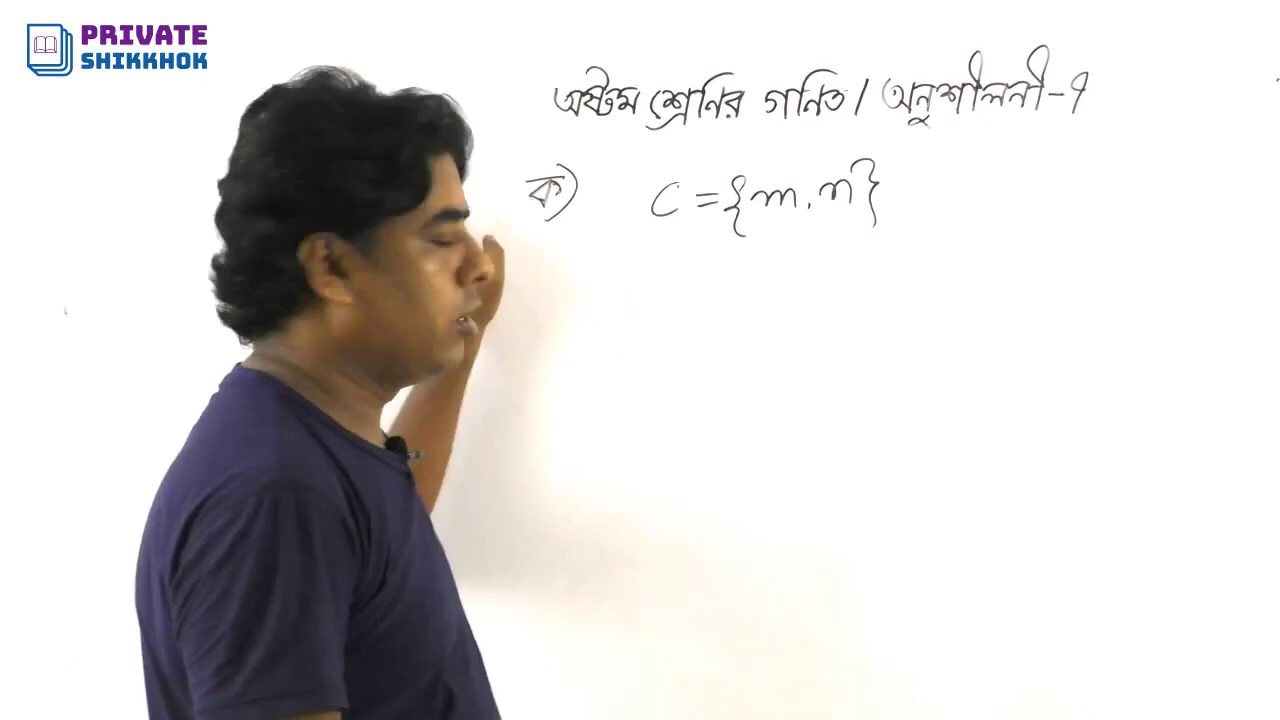 PRIVATE
SHIKKHOK
অষ্টম শ্রেনির গনিত / অনুশীলনী-৭
ক) C = {m, n}